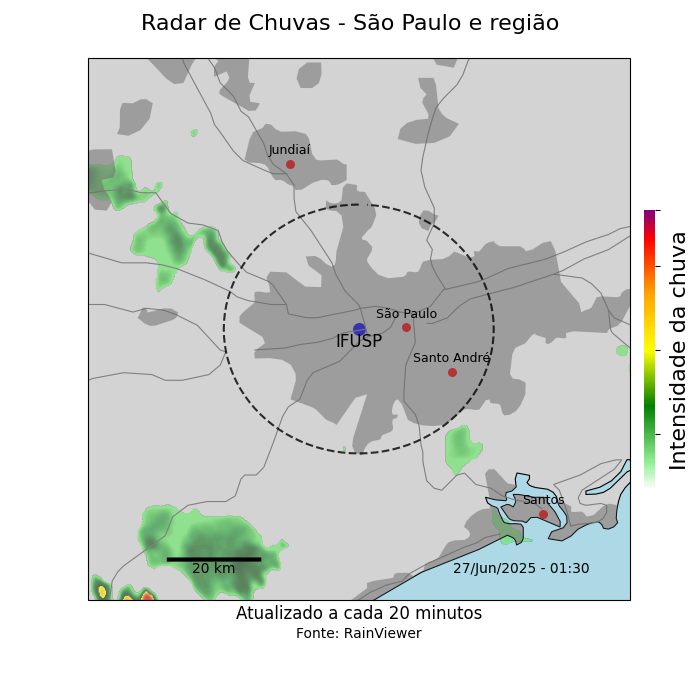 Radar de Chuvas - São Paulo e região
Jundiaí
São Paulo
IFUSP
Santo André
Santos
20 km
27/Jun/2025 - 01:30
Intensidade da chuva
Atualizado a cada 20 minutos
Fonte: RainViewer